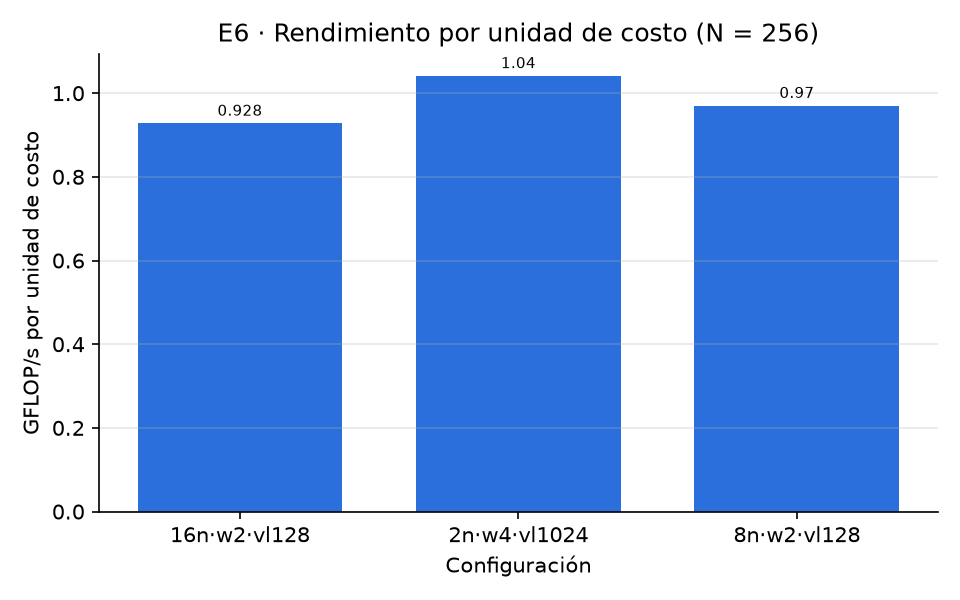 E6 · Rendimiento por unidad de costo (N = 256)
GFLOP/s por unidad de costo
1.0
0.8
0.6
0.4
0.2
0.0
0.928
1.04
0.97
16n·w2·vl128
2n·w4·vl1024
8n·w2·vl128
Configuración